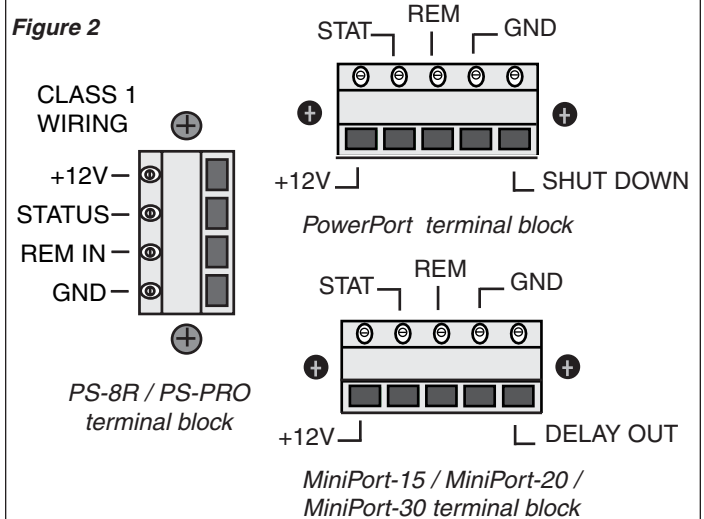 Figure 2
CLASS 1
WIRING
+12V
STATUS
REM IN
GND
PS-8R / PS-PRO
terminal block
STAT
REM
GND
+12V
SHUT DOWN
PowerPort terminal block
STAT
REM
GND
+12V
DELAY OUT
MiniPort-15 / MiniPort-20 /
MiniPort-30 terminal block